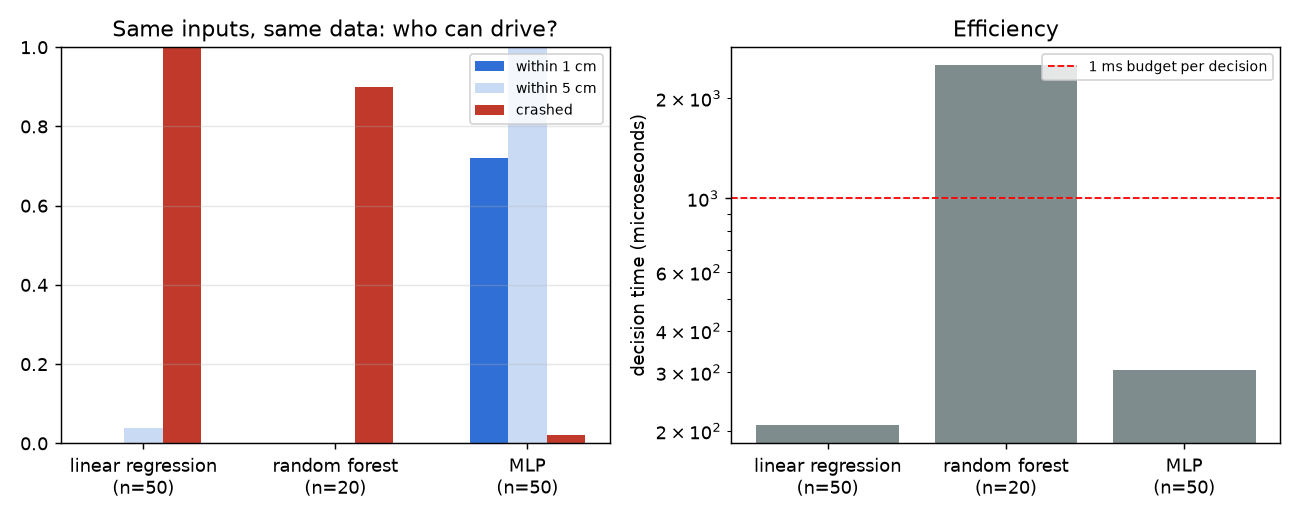 Same inputs, same data: who can drive?
1.0
0.8
0.6
0.4
0.2
0.0
within 1 cm
within 5 cm
crashed
linear regression
(n=50)
random forest
(n=20)
MLP
(n=50)
Efficiency
decision time (microseconds)
2 × 10³
10³
6 × 10²
4 × 10²
3 × 10²
2 × 10²
1 ms budget per decision
linear regression
(n=50)
random forest
(n=20)
MLP
(n=50)